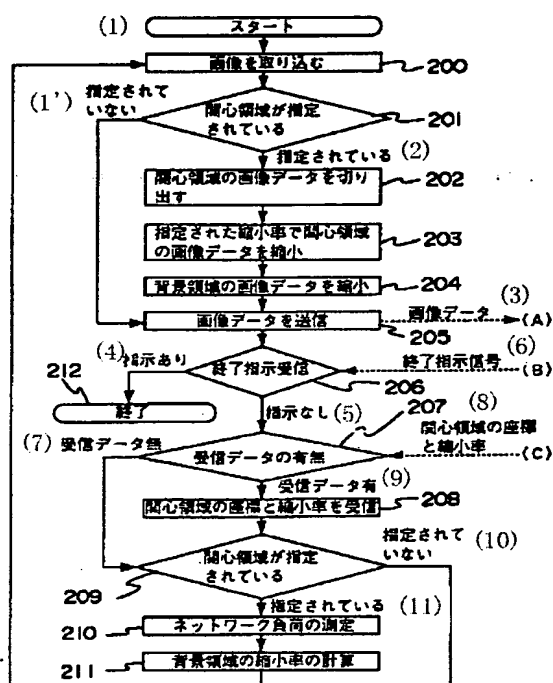 (1) スタート
画像を取り込む 200
指定されて
いない
(1')
関心領域が指定
されている
201
指定されている (2)
関心領域の画像データを切り
出す
202
指定された縮小率で関心領域
の画像データを縮小
203
背景領域の画像データを縮小 204
画像データを送信 205
画像データ (3)
(A)
(4) 指示あり
終了指示受信 206
終了指示信号 (6)
(B)
212 終了
指示なし (5)
207
(8)
関心領域の座標
と縮小率
(C)
(7) 受信データ無
受信データの有無
受信データ有 (9)
関心領域の座標と縮小率を受信 208
指定されて
いない
(10)
関心領域が指定
されている
209
指定されている (11)
210 ネットワーク負荷の測定
211 背景領域の縮小率の計算